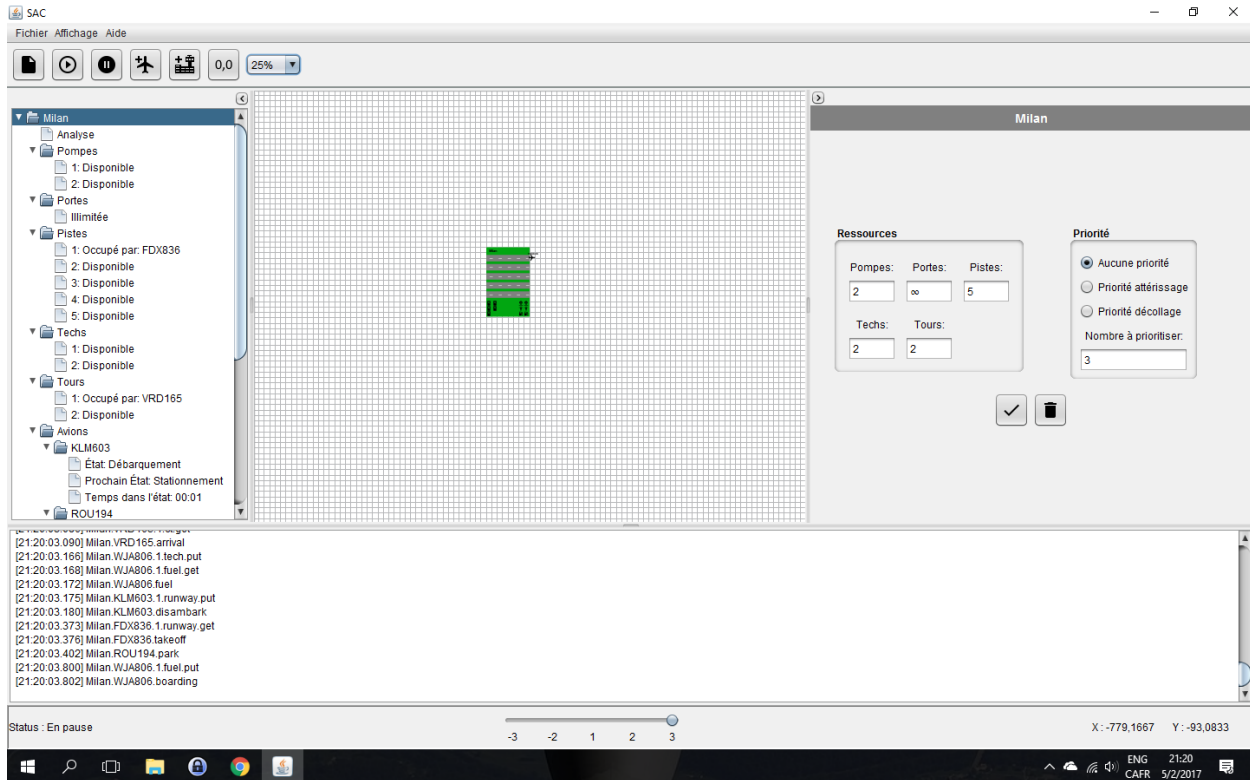 SAC
Fichier Affichage Aide
0,0 25%
Milan
Analyse
Pompes
1: Disponible
2: Disponible
Portes
Illimitée
Pistes
1: Occupé par: FDX836
2: Disponible
3: Disponible
4: Disponible
5: Disponible
Techs
1: Disponible
2: Disponible
Tours
1: Occupé par: VRD165
2: Disponible
Avions
KLM603
État: Débarquement
Prochain État: Stationnement
Temps dans l'état: 00:01
ROU194
Milan
Ressources
Pompes: Portes: Pistes:
2 ∞ 5
Techs: Tours:
2 2
Priorité
Aucune priorité
Priorité attérissage
Priorité décollage
Nombre à prioritiser:
3
[21:20:03.090] Milan.VRD165.arrival
[21:20:03.166] Milan.WJA806.1.tech.put
[21:20:03.168] Milan.WJA806.1.fuel.get
[21:20:03.172] Milan.WJA806.fuel
[21:20:03.175] Milan.KLM603.1.runway.put
[21:20:03.180] Milan.KLM603.disambark
[21:20:03.373] Milan.FDX836.1.runway.get
[21:20:03.376] Milan.FDX836.takeoff
[21:20:03.402] Milan.ROU194.park
[21:20:03.800] Milan.WJA806.1.fuel.put
[21:20:03.802] Milan.WJA806.boarding
Status : En pause
-3 -2 1 2 3
X : -779,1667 Y : -93,0833
ENG 21:20
CAFR 5/2/2017